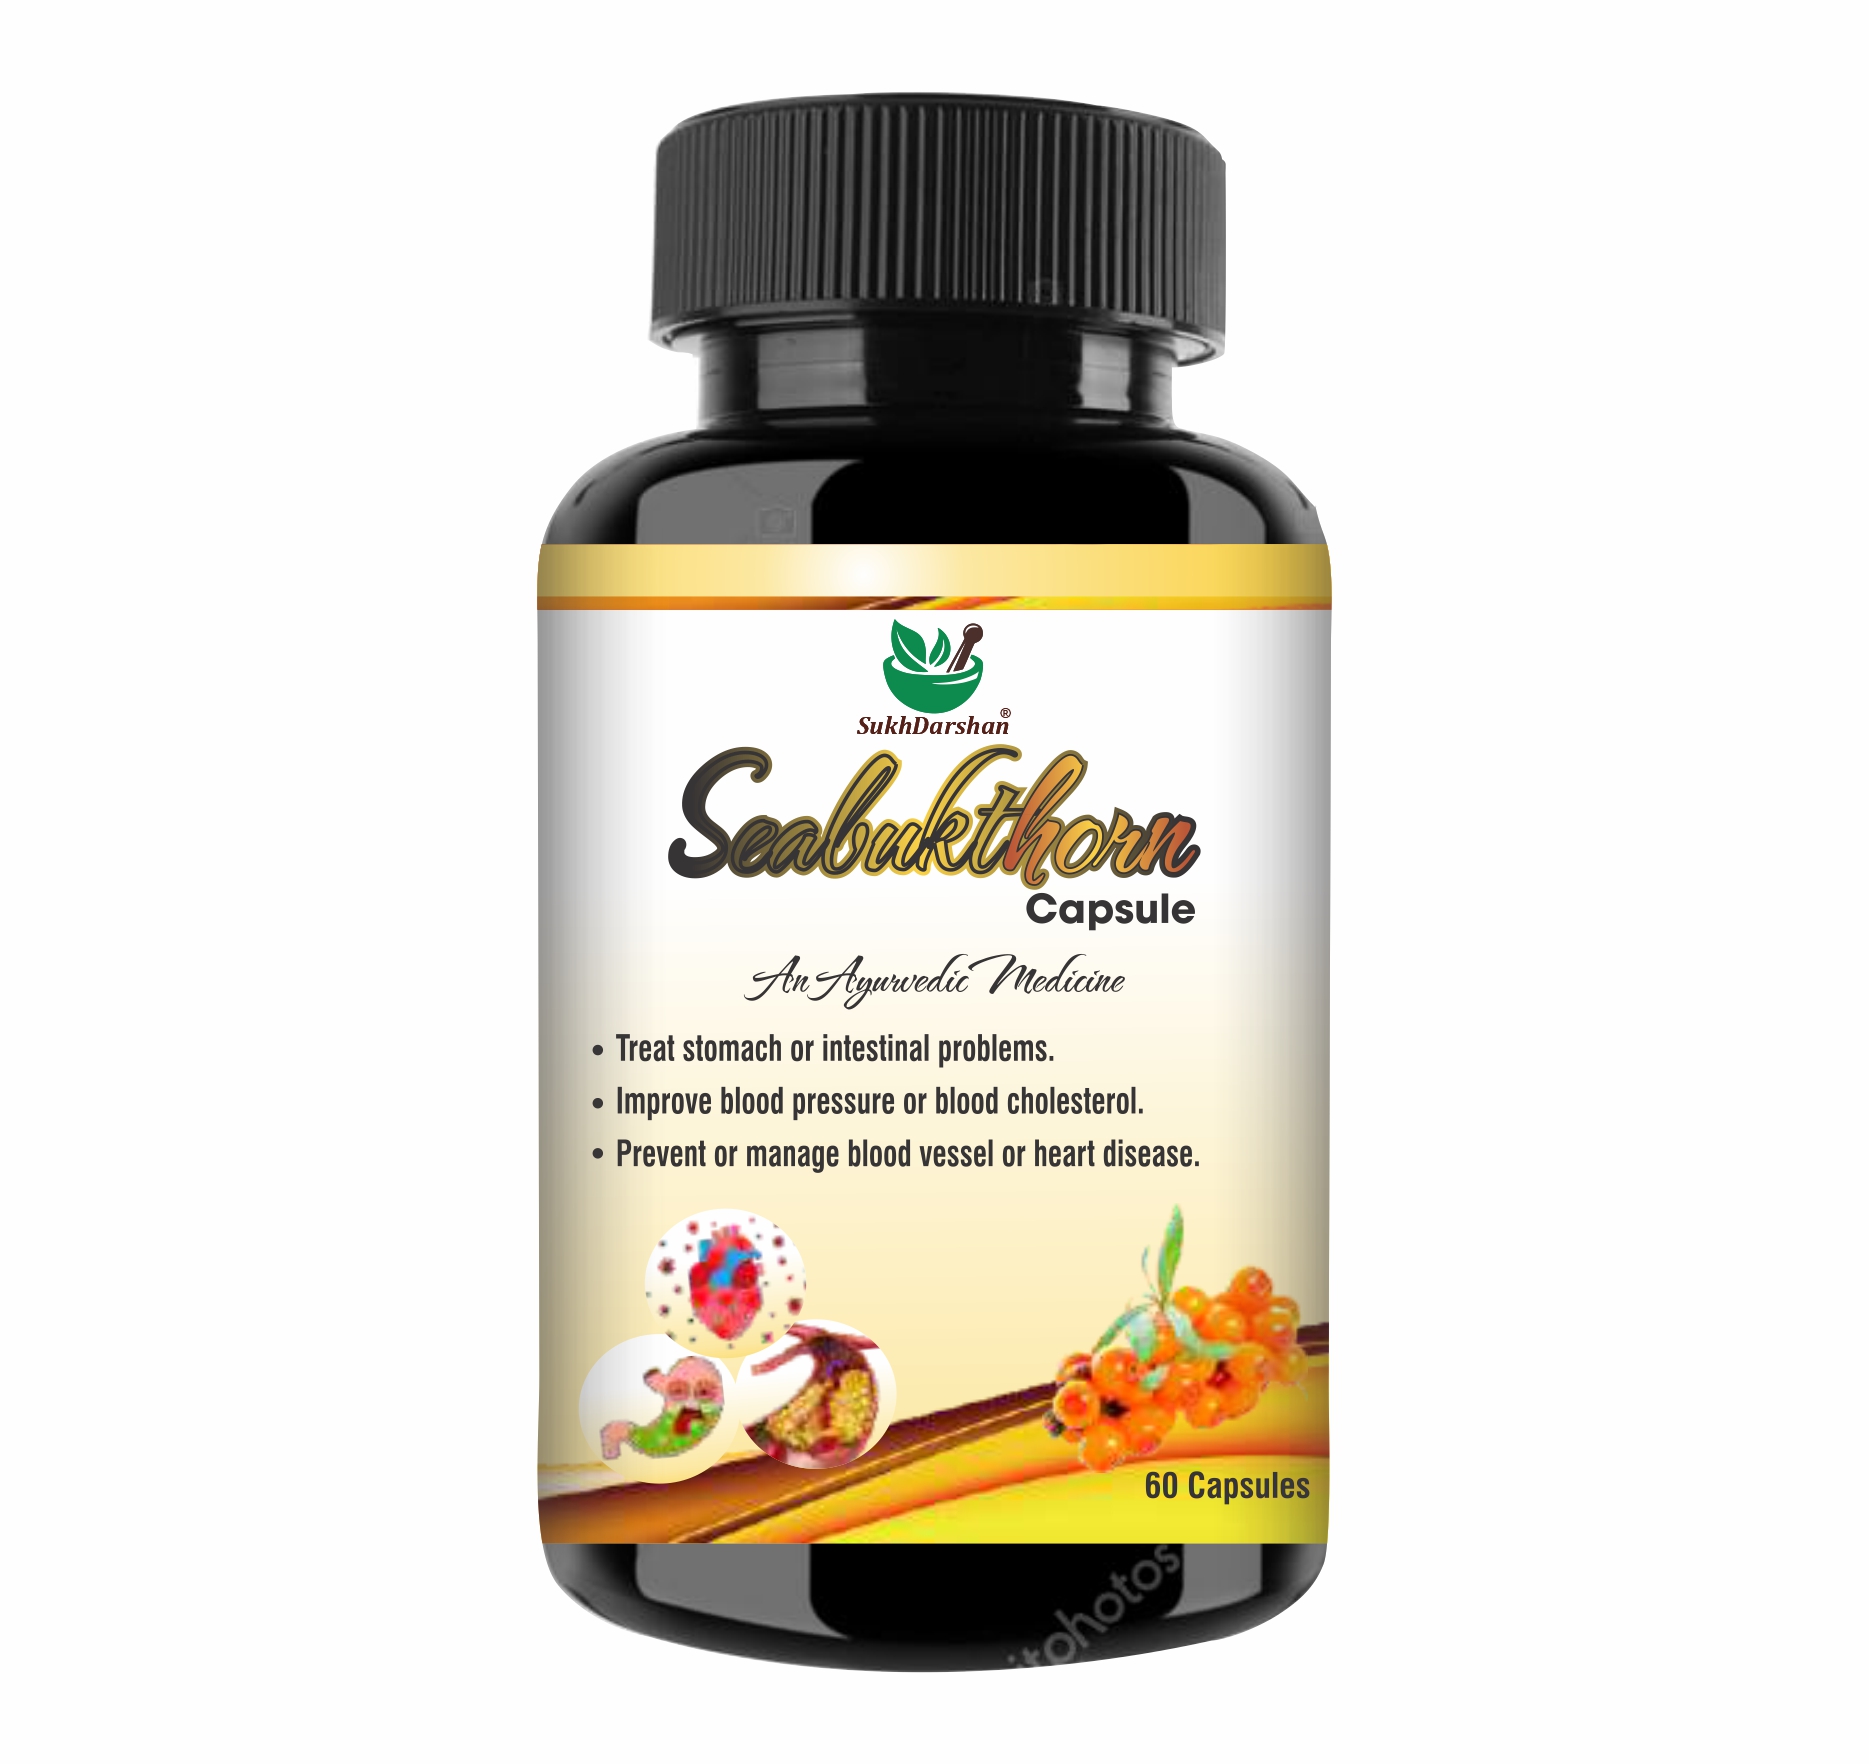 SukhDarshan®
Seabukthorn
Capsule
An Ayurvedic Medicine
• Treat stomach or intestinal problems.
• Improve blood pressure or blood cholesterol.
• Prevent or manage blood vessel or heart disease.
60 Capsules